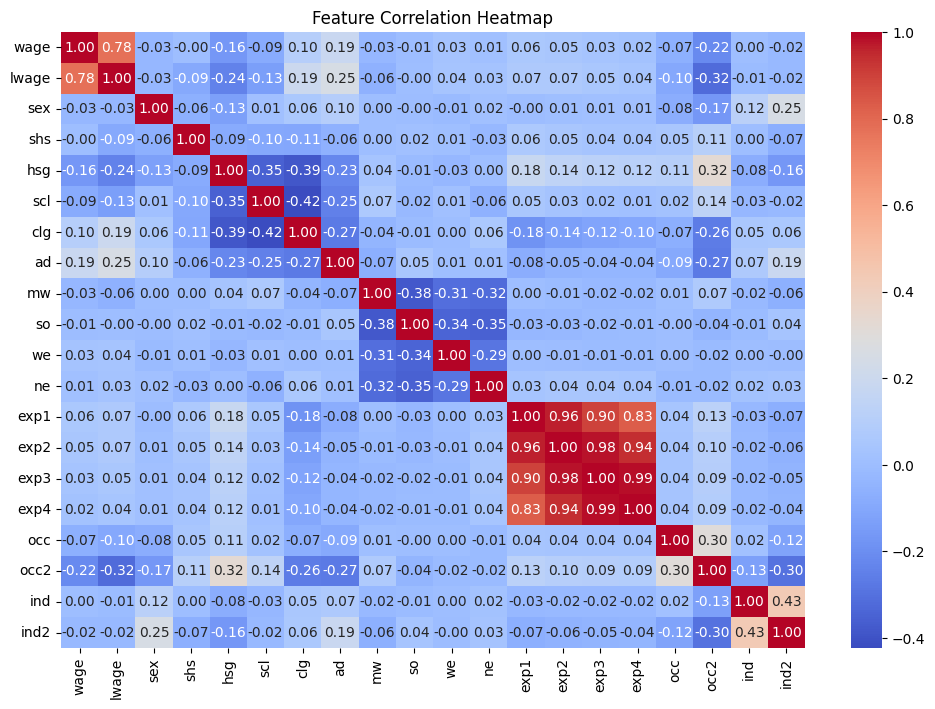 Feature Correlation Heatmap
wage 1.00 0.78 -0.03 -0.00 -0.16 -0.09 0.10 0.19 -0.03 -0.01 0.03 0.01 0.06 0.05 0.03 0.02 -0.07 -0.22 0.00 -0.02
lwage 0.78 1.00 -0.03 -0.09 -0.24 -0.13 0.19 0.25 -0.06 -0.00 0.04 0.03 0.07 0.07 0.05 0.04 -0.10 -0.32 -0.01 -0.02
sex -0.03 -0.03 1.00 -0.06 -0.13 0.01 0.06 0.10 0.00 -0.00 -0.01 0.02 -0.00 0.01 0.01 0.01 -0.08 -0.17 0.12 0.25
shs -0.00 -0.09 -0.06 1.00 -0.09 -0.10 -0.11 -0.06 0.00 0.02 0.01 -0.03 0.06 0.05 0.04 0.04 0.05 0.11 0.00 -0.07
hsg -0.16 -0.24 -0.13 -0.09 1.00 -0.35 -0.39 -0.23 0.04 -0.01 -0.03 0.00 0.18 0.14 0.12 0.12 0.11 0.32 -0.08 -0.16
scl -0.09 -0.13 0.01 -0.10 -0.35 1.00 -0.42 -0.25 0.07 -0.02 0.01 -0.06 0.05 0.03 0.02 0.01 0.02 0.14 -0.03 -0.02
clg 0.10 0.19 0.06 -0.11 -0.39 -0.42 1.00 -0.27 -0.04 -0.01 0.00 0.06 -0.18 -0.14 -0.12 -0.10 -0.07 -0.26 0.05 0.06
ad 0.19 0.25 0.10 -0.06 -0.23 -0.25 -0.27 1.00 -0.07 0.05 0.01 0.01 -0.08 -0.05 -0.04 -0.04 -0.09 -0.27 0.07 0.19
mw -0.03 -0.06 0.00 0.00 0.04 0.07 -0.04 -0.07 1.00 -0.38 -0.31 -0.32 0.00 -0.01 -0.02 -0.02 0.01 0.07 -0.02 -0.06
so -0.01 -0.00 -0.00 0.02 -0.01 -0.02 -0.01 0.05 -0.38 1.00 -0.34 -0.35 -0.03 -0.03 -0.02 -0.01 -0.00 -0.04 -0.01 0.04
we 0.03 0.04 -0.01 0.01 -0.03 0.01 0.00 0.01 -0.31 -0.34 1.00 -0.29 0.00 -0.01 -0.01 -0.01 0.00 -0.02 0.00 -0.00
ne 0.01 0.03 0.02 -0.03 0.00 -0.06 0.06 0.01 -0.32 -0.35 -0.29 1.00 0.03 0.04 0.04 0.04 -0.01 -0.02 0.02 0.03
exp1 0.06 0.07 -0.00 0.06 0.18 0.05 -0.18 -0.08 0.00 -0.03 0.00 0.03 1.00 0.96 0.90 0.83 0.04 0.13 -0.03 -0.07
exp2 0.05 0.07 0.01 0.05 0.14 0.03 -0.14 -0.05 -0.01 -0.03 -0.01 0.04 0.96 1.00 0.98 0.94 0.04 0.10 -0.02 -0.06
exp3 0.03 0.05 0.01 0.04 0.12 0.02 -0.12 -0.04 -0.02 -0.02 -0.01 0.04 0.90 0.98 1.00 0.99 0.04 0.09 -0.02 -0.05
exp4 0.02 0.04 0.01 0.04 0.12 0.01 -0.10 -0.04 -0.02 -0.01 -0.01 0.04 0.83 0.94 0.99 1.00 0.04 0.09 -0.02 -0.04
occ -0.07 -0.10 -0.08 0.05 0.11 0.02 -0.07 -0.09 0.01 -0.00 0.00 -0.01 0.04 0.04 0.04 0.04 1.00 0.30 0.02 -0.12
occ2 -0.22 -0.32 -0.17 0.11 0.32 0.14 -0.26 -0.27 0.07 -0.04 -0.02 -0.02 0.13 0.10 0.09 0.09 0.30 1.00 -0.13 -0.30
ind 0.00 -0.01 0.12 0.00 -0.08 -0.03 0.05 0.07 -0.02 -0.01 0.00 0.02 -0.03 -0.02 -0.02 -0.02 0.02 -0.13 1.00 0.43
ind2 -0.02 -0.02 0.25 -0.07 -0.16 -0.02 0.06 0.19 -0.06 0.04 -0.00 0.03 -0.07 -0.06 -0.05 -0.04 -0.12 -0.30 0.43 1.00
wage lwage sex shs hsg scl clg ad mw so we ne exp1 exp2 exp3 exp4 occ occ2 ind ind2
1.0
0.8
0.6
0.4
0.2
0.0
−0.2
−0.4